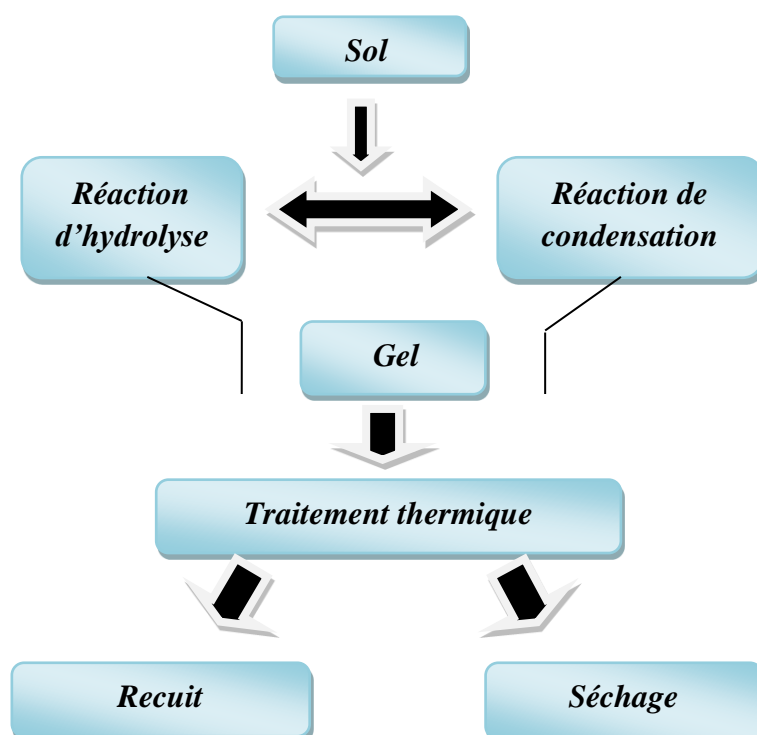 Sol
Réaction
d'hydrolyse
Réaction de
condensation
Gel
Traitement thermique
Recuit
Séchage